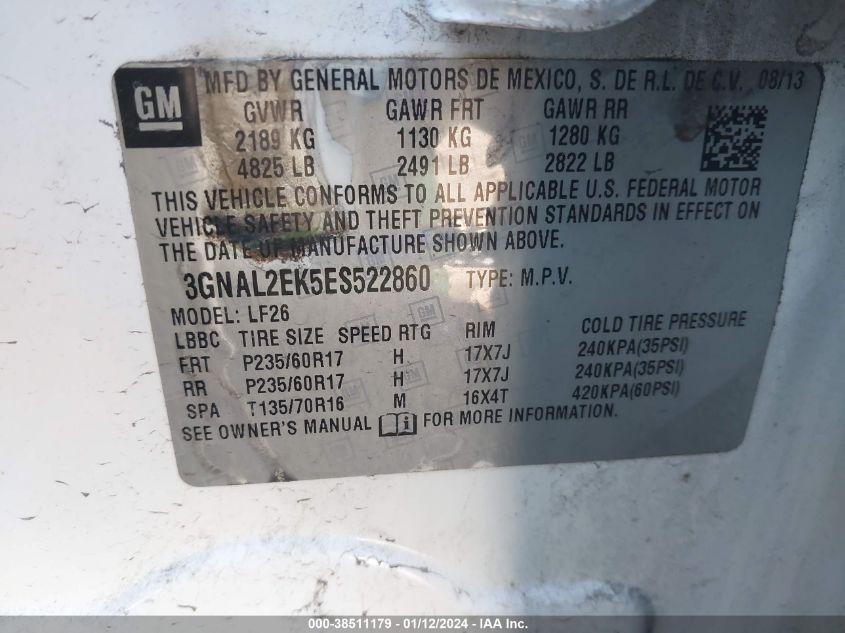 GM
MFD BY GENERAL MOTORS DE MEXICO, S. DE R.L. DE C.V. 08/13
GVWR GAWR FRT GAWR RR
2189 KG 1130 KG 1280 KG
4825 LB 2491 LB 2822 LB
THIS VEHICLE CONFORMS TO ALL APPLICABLE U.S. FEDERAL MOTOR
VEHICLE SAFETY AND THEFT PREVENTION STANDARDS IN EFFECT ON
THE DATE OF MANUFACTURE SHOWN ABOVE.
3GNAL2EK5ES522860 TYPE: M.P.V.
MODEL: LF26
LBBC TIRE SIZE SPEED RTG RIM COLD TIRE PRESSURE
FRT P235/60R17 H 17X7J 240KPA(35PSI)
RR P235/60R17 H 17X7J 240KPA(35PSI)
SPA T135/70R16 M 16X4T 420KPA(60PSI)
SEE OWNER'S MANUAL FOR MORE INFORMATION.
000-38511179 - 01/12/2024 - IAAI.COM